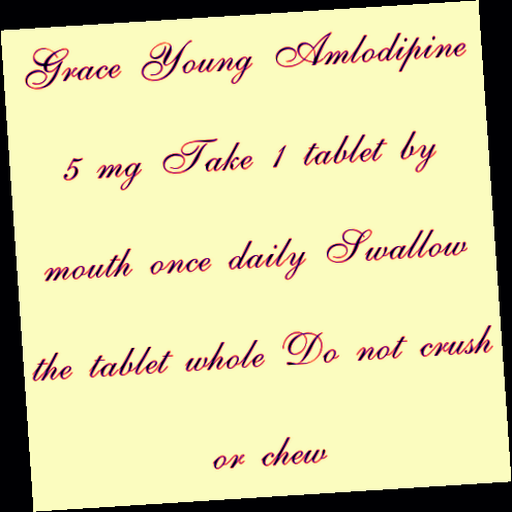 Grace Young Amlodipine
5 mg Take 1 tablet by
mouth once daily Swallow
the tablet whole Do not crush
or chew